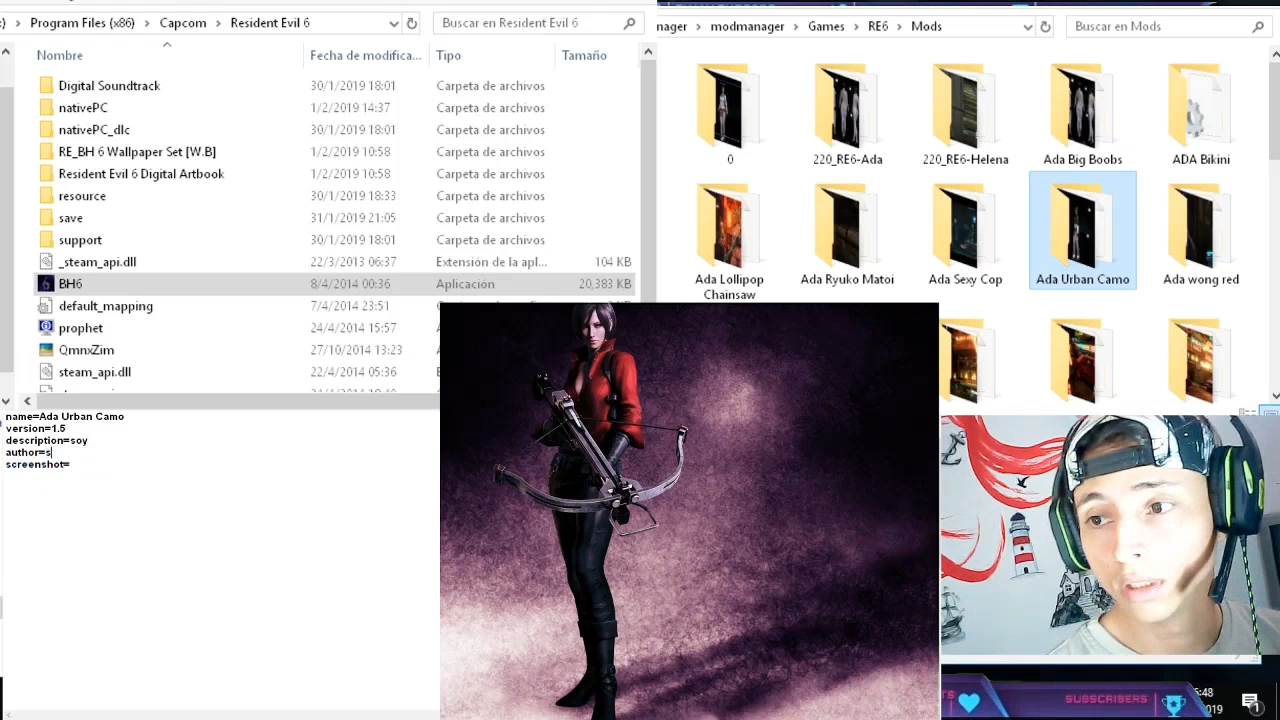 Program Files (x86) > Capcom > Resident Evil 6
Buscar en Resident Evil 6
Nombre Fecha de modifica... Tipo Tamaño
Digital Soundtrack 30/1/2019 18:01 Carpeta de archivos
nativePC 1/2/2019 14:37 Carpeta de archivos
nativePC_dlc 30/1/2019 18:01 Carpeta de archivos
RE_BH 6 Wallpaper Set [W.B] 1/2/2019 10:58 Carpeta de archivos
Resident Evil 6 Digital Artbook 1/2/2019 10:58 Carpeta de archivos
resource 30/1/2019 18:33 Carpeta de archivos
save 31/1/2019 21:05 Carpeta de archivos
support 30/1/2019 18:01 Carpeta de archivos
_steam_api.dll 22/3/2013 06:37 Extensión de la apl... 104 KB
BH6 8/4/2014 00:36 Aplicación 20,383 KB
default_mapping 7/4/2014 23:51
prophet 24/4/2014 15:57
QmnxZim 27/10/2014 13:23
steam_api.dll 22/4/2014 05:36
name=Ada Urban Camo
version=1.5
description=soy
author=s
screenshot=
nager > modmanager > Games > RE6 > Mods
Buscar en Mods
0 220_RE6-Ada 220_RE6-Helena Ada Big Boobs ADA Bikini
Ada Lollipop Chainsaw Ada Ryuko Matoi Ada Sexy Cop Ada Urban Camo Ada wong red
SUBSCRIBERS
:48
2019
1